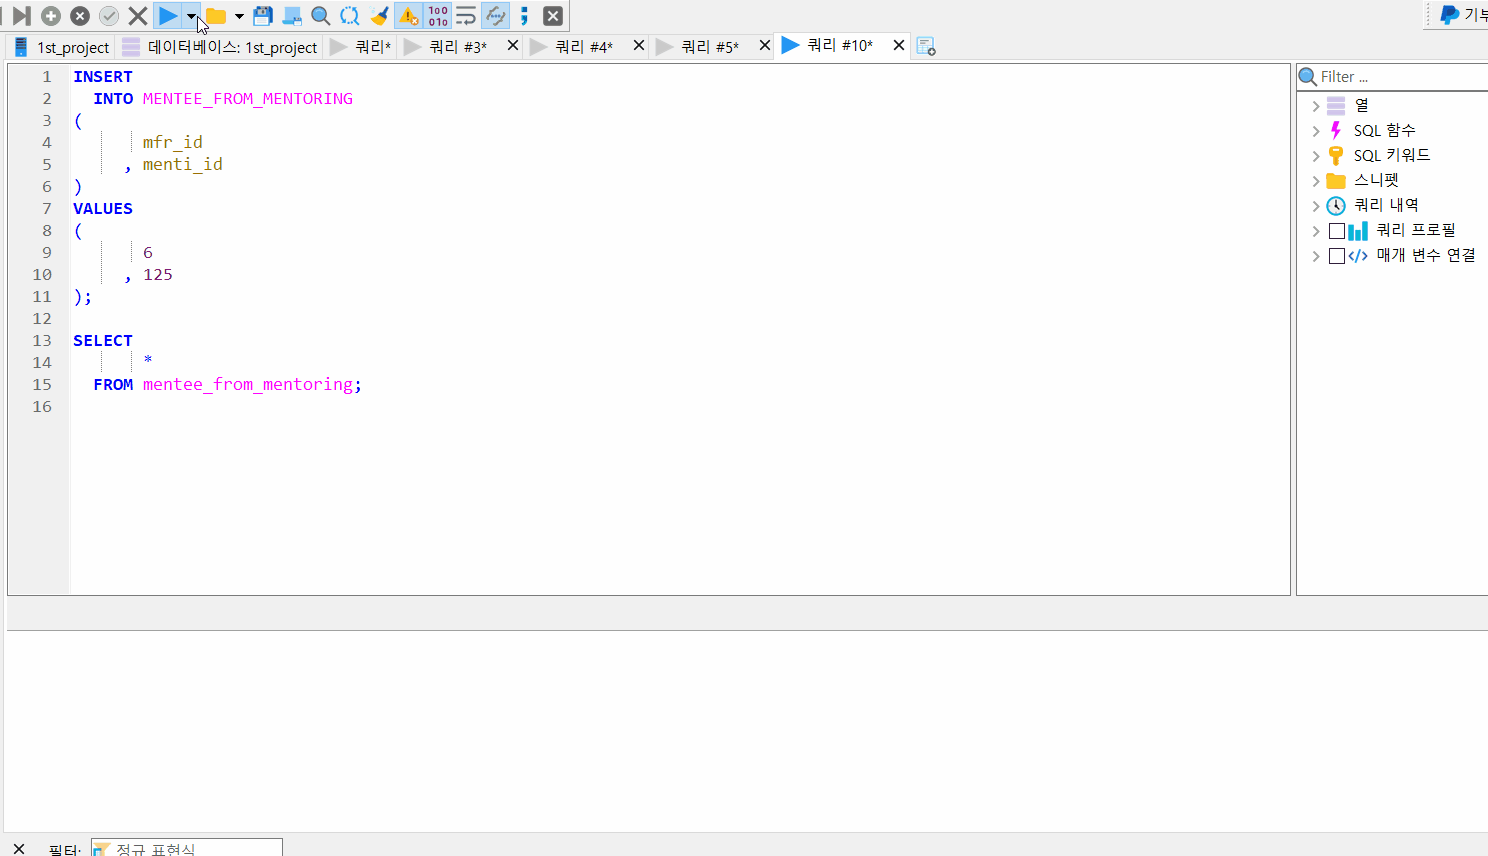 기부
1st_project 데이터베이스: 1st_project 쿼리* 쿼리 #3* 쿼리 #4* 쿼리 #5* 쿼리 #10*
1 INSERT
2 INTO MENTEE_FROM_MENTORING
3 (
4 mfr_id
5 , menti_id
6 )
7 VALUES
8 (
9 6
10 , 125
11 );
12
13 SELECT
14 *
15 FROM mentee_from_mentoring;
16
Filter ...
열
SQL 함수
SQL 키워드
스니펫
쿼리 내역
쿼리 프로필
매개 변수 연결
필터: 정규 표현식